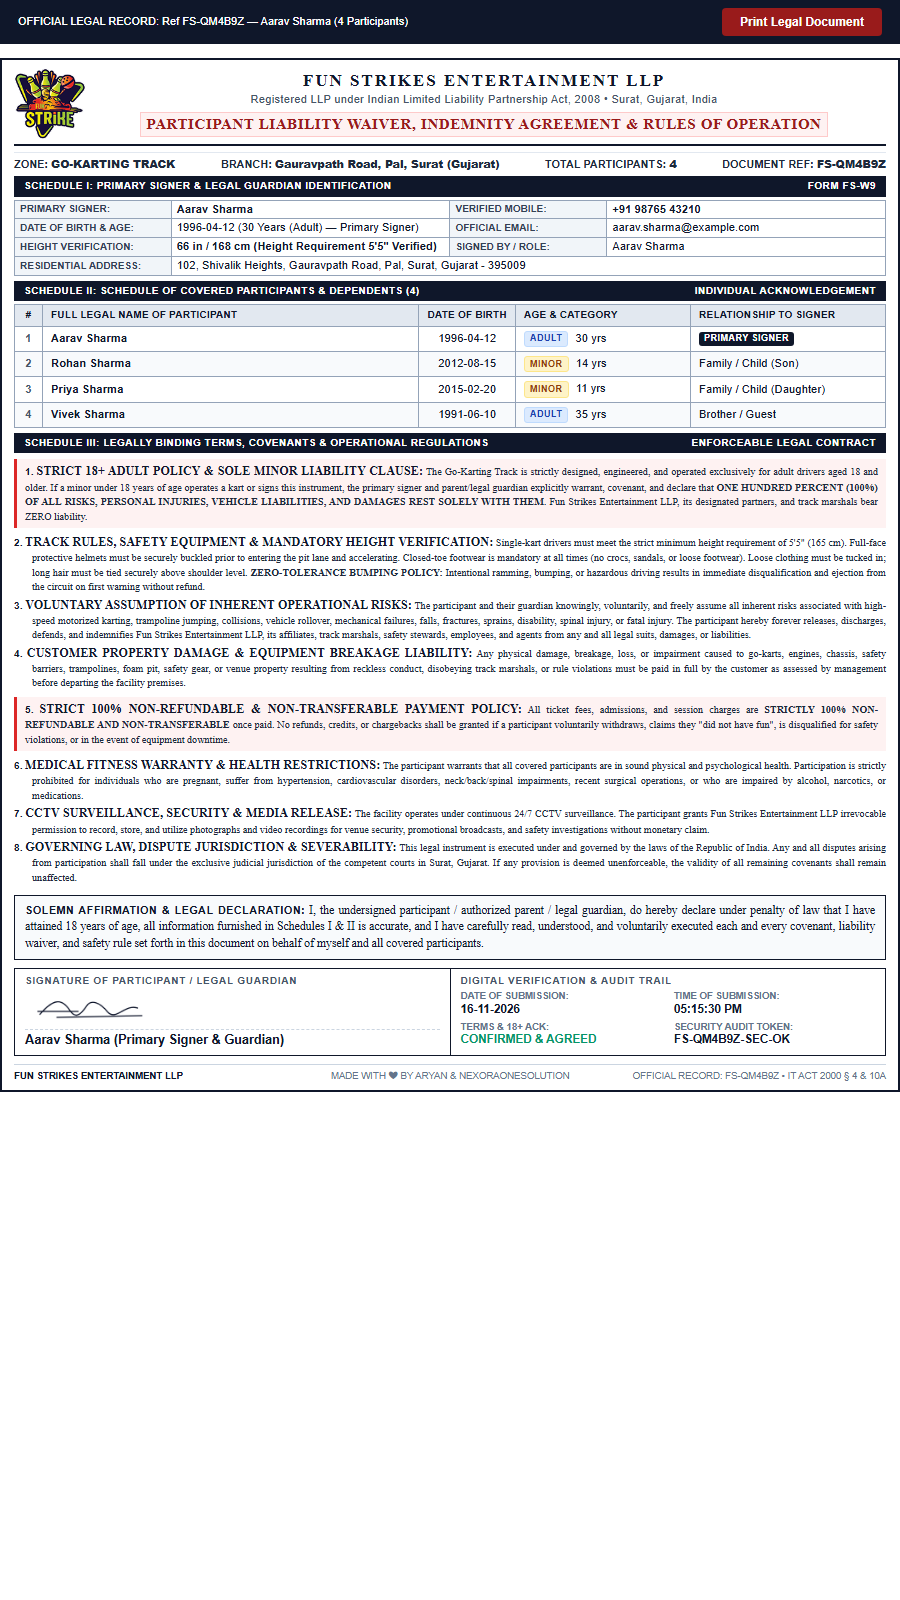 OFFICIAL LEGAL RECORD: Ref FS-QM4B9Z — Aarav Sharma (4 Participants)
Print Legal Document
STRIKE
FUN STRIKES ENTERTAINMENT LLP
Registered LLP under Indian Limited Liability Partnership Act, 2008 • Surat, Gujarat, India
PARTICIPANT LIABILITY WAIVER, INDEMNITY AGREEMENT & RULES OF OPERATION
ZONE: GO-KARTING TRACK BRANCH: Gauravpath Road, Pal, Surat (Gujarat) TOTAL PARTICIPANTS: 4 DOCUMENT REF: FS-QM4B9Z
SCHEDULE I: PRIMARY SIGNER & LEGAL GUARDIAN IDENTIFICATION FORM FS-W9
PRIMARY SIGNER: Aarav Sharma VERIFIED MOBILE: +91 98765 43210
DATE OF BIRTH & AGE: 1996-04-12 (30 Years (Adult) — Primary Signer) OFFICIAL EMAIL: aarav.sharma@example.com
HEIGHT VERIFICATION: 66 in / 168 cm (Height Requirement 5'5" Verified) SIGNED BY / ROLE: Aarav Sharma
RESIDENTIAL ADDRESS: 102, Shivalik Heights, Gauravpath Road, Pal, Surat, Gujarat - 395009
SCHEDULE II: SCHEDULE OF COVERED PARTICIPANTS & DEPENDENTS (4) INDIVIDUAL ACKNOWLEDGEMENT
# FULL LEGAL NAME OF PARTICIPANT DATE OF BIRTH AGE & CATEGORY RELATIONSHIP TO SIGNER
1 Aarav Sharma 1996-04-12 ADULT 30 yrs PRIMARY SIGNER
2 Rohan Sharma 2012-08-15 MINOR 14 yrs Family / Child (Son)
3 Priya Sharma 2015-02-20 MINOR 11 yrs Family / Child (Daughter)
4 Vivek Sharma 1991-06-10 ADULT 35 yrs Brother / Guest
SCHEDULE III: LEGALLY BINDING TERMS, COVENANTS & OPERATIONAL REGULATIONS ENFORCEABLE LEGAL CONTRACT
1. STRICT 18+ ADULT POLICY & SOLE MINOR LIABILITY CLAUSE: The Go-Karting Track is strictly designed, engineered, and operated exclusively for adult drivers aged 18 and
older. If a minor under 18 years of age operates a kart or signs this instrument, the primary signer and parent/legal guardian explicitly warrant, covenant, and declare that ONE HUNDRED PERCENT (100%)
OF ALL RISKS, PERSONAL INJURIES, VEHICLE LIABILITIES, AND DAMAGES REST SOLELY WITH THEM. Fun Strikes Entertainment LLP, its designated partners, and track marshals bear
ZERO liability.
2. TRACK RULES, SAFETY EQUIPMENT & MANDATORY HEIGHT VERIFICATION: Single-kart drivers must meet the strict minimum height requirement of 5'5" (165 cm). Full-face
protective helmets must be securely buckled prior to entering the pit lane and accelerating. Closed-toe footwear is mandatory at all times (no crocs, sandals, or loose footwear). Loose clothing must be tucked in;
long hair must be tied securely above shoulder level. ZERO-TOLERANCE BUMPING POLICY: Intentional ramming, bumping, or hazardous driving results in immediate disqualification and ejection from
the circuit on first warning without refund.
3. VOLUNTARY ASSUMPTION OF INHERENT OPERATIONAL RISKS: The participant and their guardian knowingly, voluntarily, and freely assume all inherent risks associated with high-
speed motorized karting, trampoline jumping, collisions, vehicle rollover, mechanical failures, falls, fractures, sprains, disability, spinal injury, or fatal injury. The participant hereby forever releases, discharges,
defends, and indemnifies Fun Strikes Entertainment LLP, its affiliates, track marshals, safety stewards, employees, and agents from any and all legal suits, damages, or liabilities.
4. CUSTOMER PROPERTY DAMAGE & EQUIPMENT BREAKAGE LIABILITY: Any physical damage, breakage, loss, or impairment caused to go-karts, engines, chassis, safety
barriers, trampolines, foam pit, safety gear, or venue property resulting from reckless conduct, disobeying track marshals, or rule violations must be paid in full by the customer as assessed by management
before departing the facility premises.
5. STRICT 100% NON-REFUNDABLE & NON-TRANSFERABLE PAYMENT POLICY: All ticket fees, admissions, and session charges are STRICTLY 100% NON-
REFUNDABLE AND NON-TRANSFERABLE once paid. No refunds, credits, or chargebacks shall be granted if a participant voluntarily withdraws, claims they "did not have fun", is disqualified for safety
violations, or in the event of equipment downtime.
6. MEDICAL FITNESS WARRANTY & HEALTH RESTRICTIONS: The participant warrants that all covered participants are in sound physical and psychological health. Participation is strictly
prohibited for individuals who are pregnant, suffer from hypertension, cardiovascular disorders, neck/back/spinal impairments, recent surgical operations, or who are impaired by alcohol, narcotics, or
medications.
7. CCTV SURVEILLANCE, SECURITY & MEDIA RELEASE: The facility operates under continuous 24/7 CCTV surveillance. The participant grants Fun Strikes Entertainment LLP irrevocable
permission to record, store, and utilize photographs and video recordings for venue security, promotional broadcasts, and safety investigations without monetary claim.
8. GOVERNING LAW, DISPUTE JURISDICTION & SEVERABILITY: This legal instrument is executed under and governed by the laws of the Republic of India. Any and all disputes arising
from participation shall fall under the exclusive judicial jurisdiction of the competent courts in Surat, Gujarat. If any provision is deemed unenforceable, the validity of all remaining covenants shall remain
unaffected.
SOLEMN AFFIRMATION & LEGAL DECLARATION: I, the undersigned participant / authorized parent / legal guardian, do hereby declare under penalty of law that I have
attained 18 years of age, all information furnished in Schedules I & II is accurate, and I have carefully read, understood, and voluntarily executed each and every covenant, liability
waiver, and safety rule set forth in this document on behalf of myself and all covered participants.
SIGNATURE OF PARTICIPANT / LEGAL GUARDIAN
Aarav Sharma (Primary Signer & Guardian)
DIGITAL VERIFICATION & AUDIT TRAIL
DATE OF SUBMISSION: TIME OF SUBMISSION:
16-11-2026 05:15:30 PM
TERMS & 18+ ACK: SECURITY AUDIT TOKEN:
CONFIRMED & AGREED FS-QM4B9Z-SEC-OK
FUN STRIKES ENTERTAINMENT LLP MADE WITH ♥ BY ARYAN & NEXORAONESOLUTION OFFICIAL RECORD: FS-QM4B9Z • IT ACT 2000 § 4 & 10A